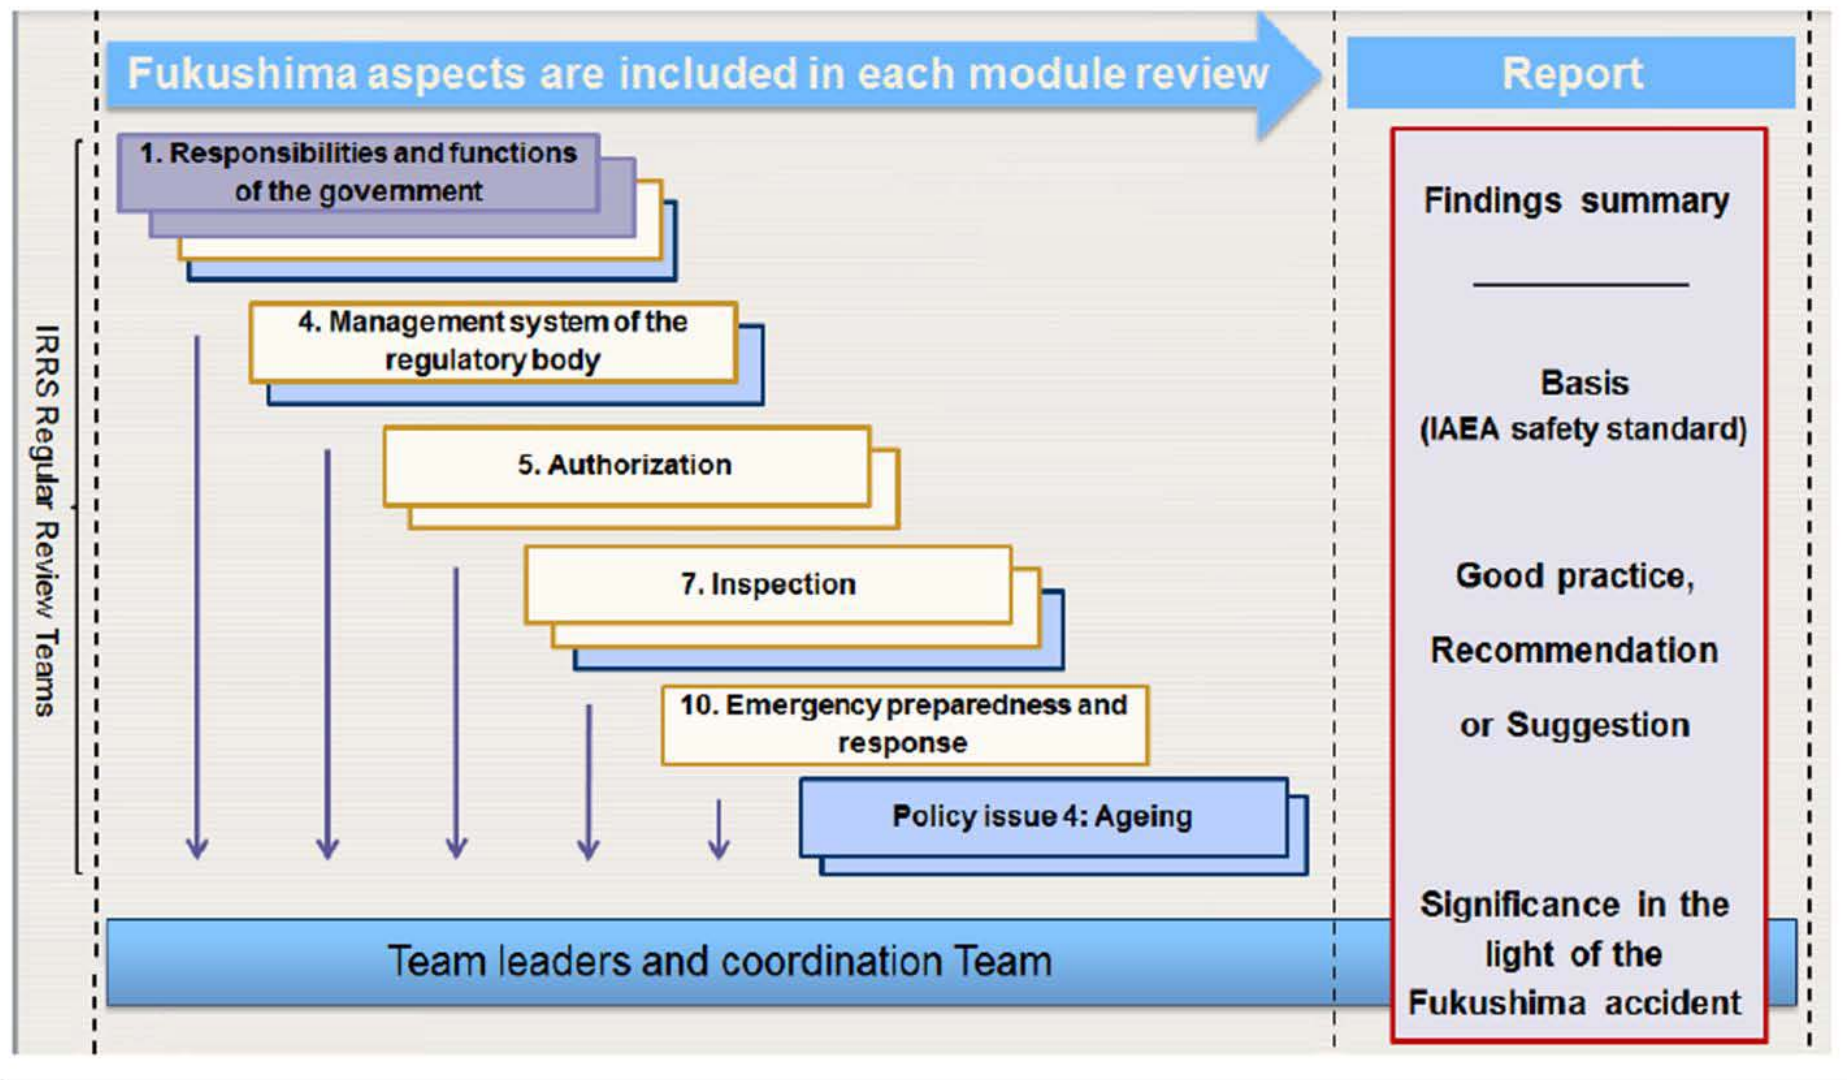 Fukushima aspects are included in each module review
Report
IRRS Regular Review Teams
1. Responsibilities and functions
of the government
4. Management system of the
regulatory body
5. Authorization
7. Inspection
10. Emergency preparedness and
response
Policy issue 4: Ageing
Team leaders and coordination Team
Findings summary
Basis
(IAEA safety standard)
Good practice,
Recommendation
or Suggestion
Significance in the
light of the
Fukushima accident